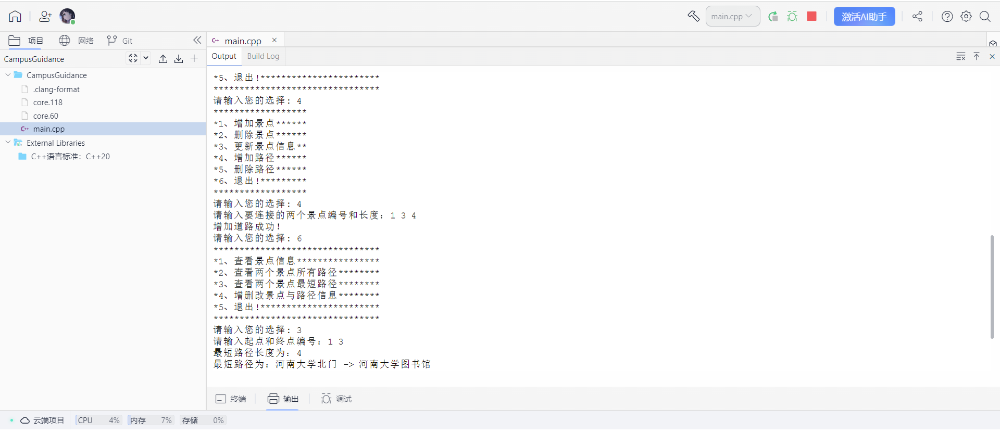 main.cpp
激活AI助手
项目
网络
Git
main.cpp
CampusGuidance
Output
Build Log
CampusGuidance
.clang-format
core.118
core.60
C++ main.cpp
External Libraries
C++语言标准：C++20
*5、退出!***********************
********************************
请输入您的选择：4
******************
*1、增加景点******
*2、删除景点******
*3、更新景点信息**
*4、增加路径******
*5、删除路径******
*6、退出!*********
******************
请输入您的选择：4
请输入要连接的两个景点编号和长度：1 3 4
增加道路成功!
请输入您的选择：6
********************************
*1、查看景点信息****************
*2、查看两个景点所有路径********
*3、查看两个景点最短路径********
*4、增删改景点与路径信息********
*5、退出!***********************
********************************
请输入您的选择：3
请输入起点和终点编号：1 3
最短路径长度为：4
最短路径为：河南大学北门 -> 河南大学图书馆
终端
输出
调试
云端项目
CPU 4%
内存 7%
存储 0%